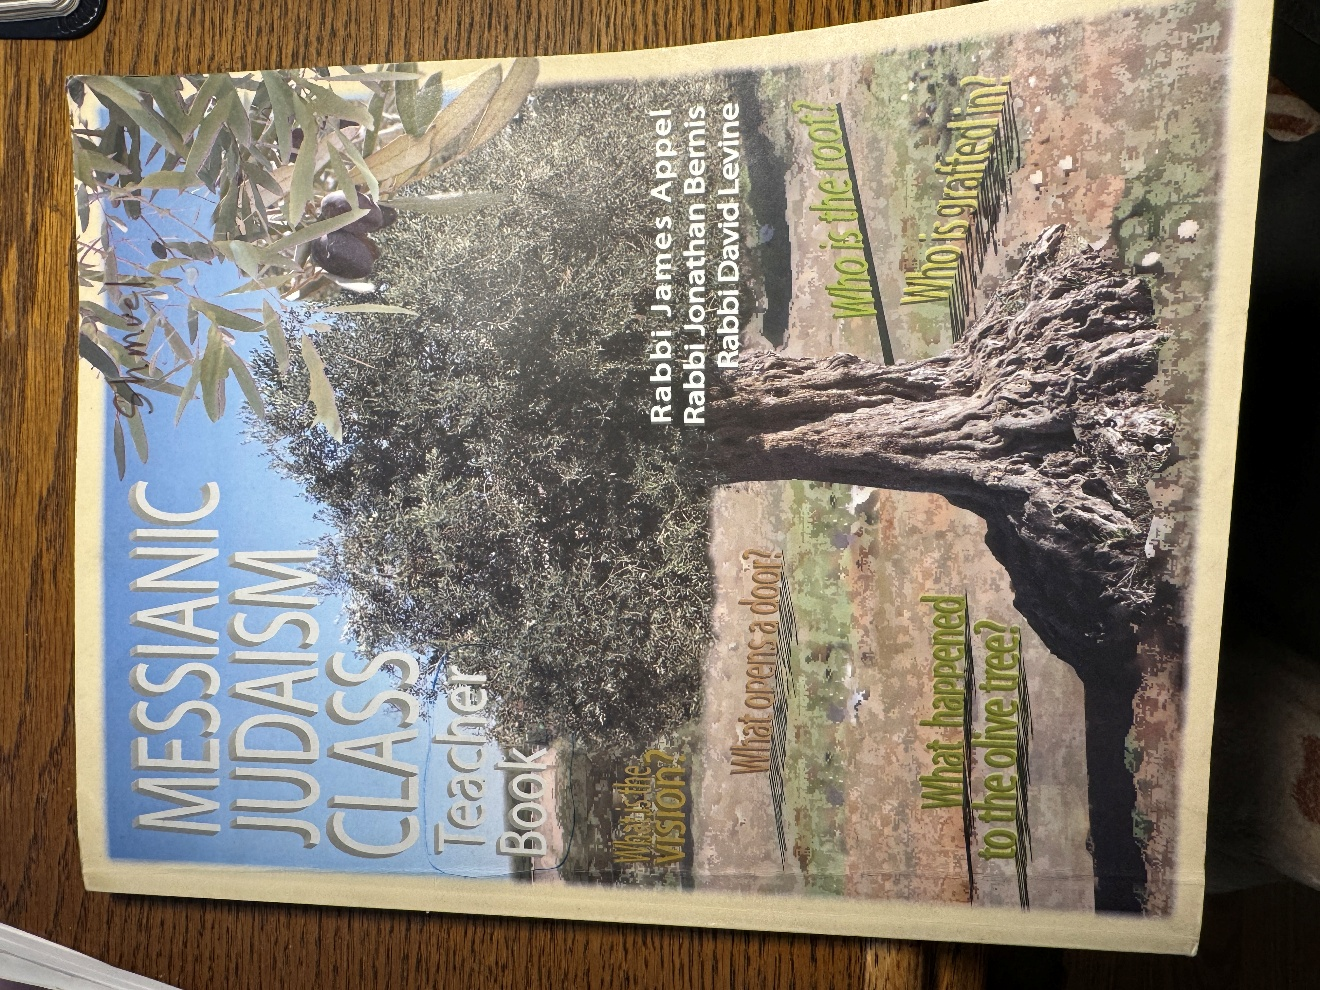 Shmuel
MESSIANIC
JUDAISM
CLASS
Teacher
Book
What is the
vision?
Rabbi James Appel
Rabbi Jonathan Bernis
Rabbi David Levine
What opens a door?
Who is the root?
Who is grafted in?
What happened
to the olive tree?